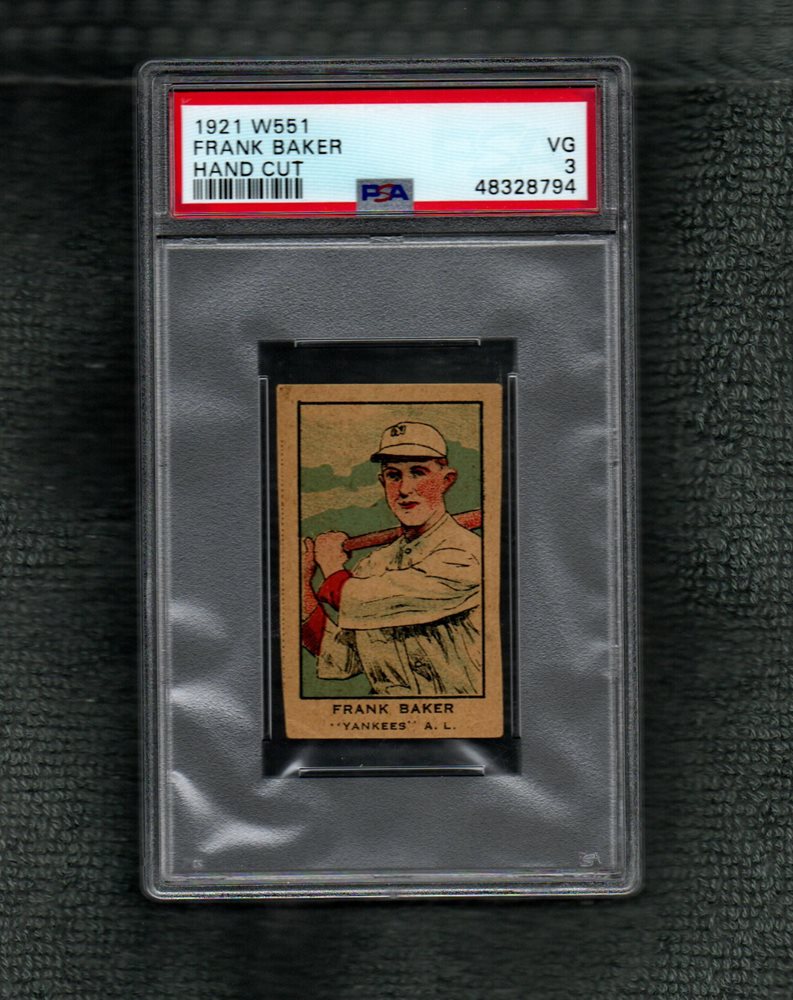 1921 W551
FRANK BAKER
HAND CUT
VG
3
48328794
PSA
NY
FRANK BAKER
"YANKEES" A. L.